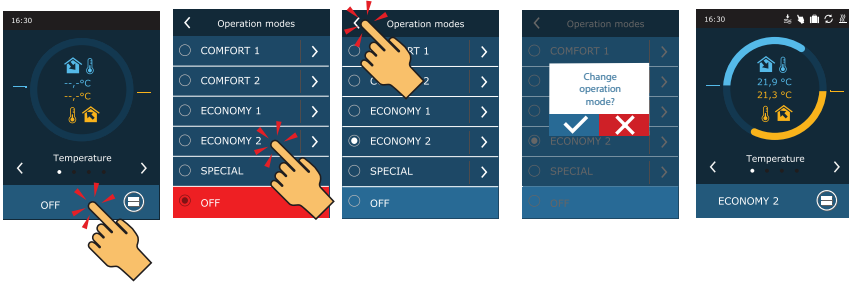 16:30
--,-°C
--,-°C
Temperature
OFF
Operation modes
COMFORT 1
COMFORT 2
ECONOMY 1
ECONOMY 2
SPECIAL
OFF
Operation modes
RT 1
2
ECONOMY 1
ECONOMY 2
SPECIAL
OFF
Operation modes
COMFORT 1
Change
operation
mode?
ECONOMY 2
SPECIAL
OFF
16:30
21,9 °C
21,3 °C
Temperature
ECONOMY 2